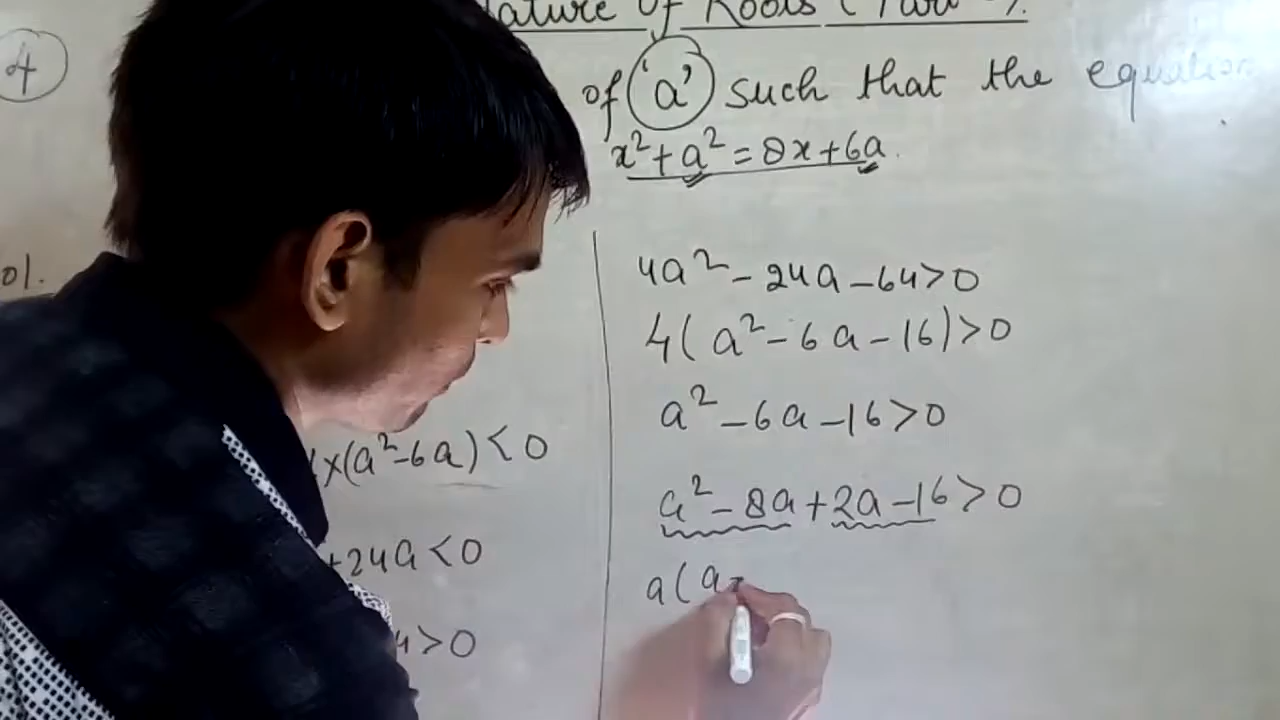 Nature of Roots (Part
4
of 'a' such that the equation
x²+a²=8x+6a.
ol.
x(a²-6a)<0
+24a<0
>0
4a²-24a-64>0
4(a²-6a-16)>0
a²-6a-16>0
a²-8a+2a-16>0
a(a-